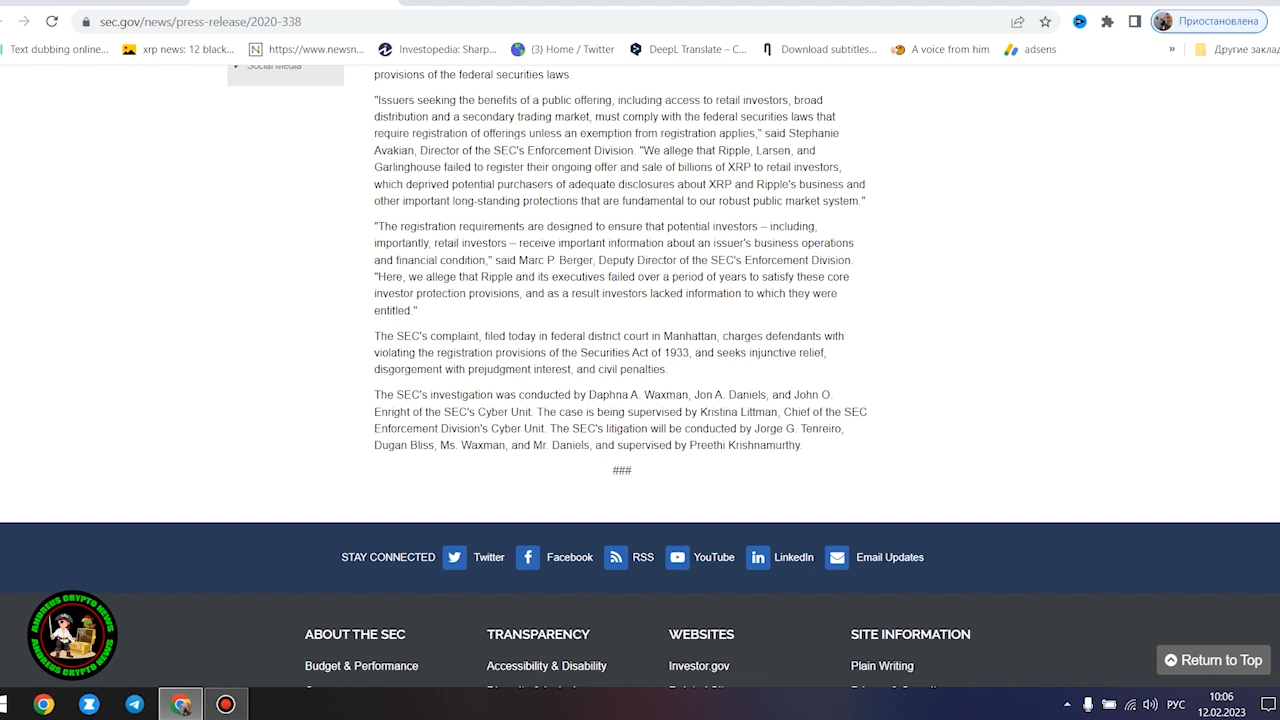 sec.gov/news/press-release/2020-338
Приостановлена
Text dubbing online...
xrp news: 12 black...
https://www.newsn...
Investopedia: Sharp...
(3) Home / Twitter
DeepL Translate – C...
Download subtitles...
A voice from him
adsens
»
Другие заклад
Social Media
provisions of the federal securities laws.
"Issuers seeking the benefits of a public offering, including access to retail investors, broad
distribution and a secondary trading market, must comply with the federal securities laws that
require registration of offerings unless an exemption from registration applies," said Stephanie
Avakian, Director of the SEC's Enforcement Division. "We allege that Ripple, Larsen, and
Garlinghouse failed to register their ongoing offer and sale of billions of XRP to retail investors,
which deprived potential purchasers of adequate disclosures about XRP and Ripple's business and
other important long-standing protections that are fundamental to our robust public market system."
"The registration requirements are designed to ensure that potential investors – including,
importantly, retail investors – receive important information about an issuer's business operations
and financial condition," said Marc P. Berger, Deputy Director of the SEC's Enforcement Division.
"Here, we allege that Ripple and its executives failed over a period of years to satisfy these core
investor protection provisions, and as a result investors lacked information to which they were
entitled."
The SEC's complaint, filed today in federal district court in Manhattan, charges defendants with
violating the registration provisions of the Securities Act of 1933, and seeks injunctive relief,
disgorgement with prejudgment interest, and civil penalties.
The SEC's investigation was conducted by Daphna A. Waxman, Jon A. Daniels, and John O.
Enright of the SEC's Cyber Unit. The case is being supervised by Kristina Littman, Chief of the SEC
Enforcement Division's Cyber Unit. The SEC's litigation will be conducted by Jorge G. Tenreiro,
Dugan Bliss, Ms. Waxman, and Mr. Daniels, and supervised by Preethi Krishnamurthy.
###
STAY CONNECTED Twitter Facebook RSS YouTube LinkedIn Email Updates
ANDREUS CRYPTO NEWS
ANDREUS CRYPTO NEWS
ABOUT THE SEC
TRANSPARENCY
WEBSITES
SITE INFORMATION
Budget & Performance
Accessibility & Disability
Investor.gov
Plain Writing
Return to Top
РУС
10:06
12.02.2023